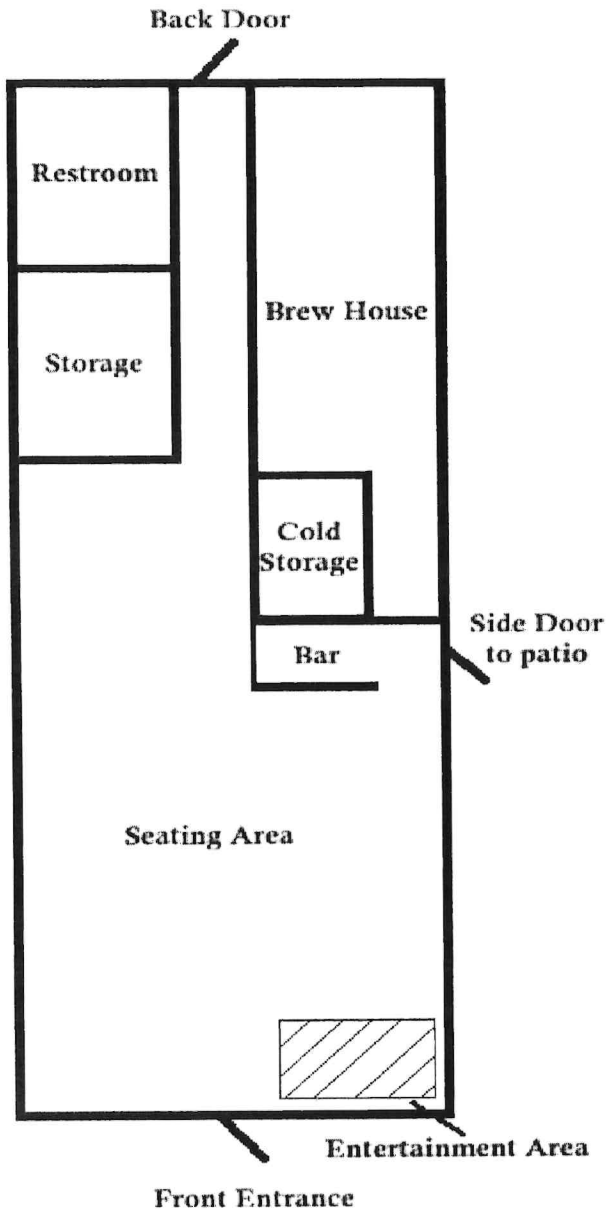 Back Door
Restroom
Brew House
Storage
Cold
Storage
Side Door
to patio
Bar
Seating Area
Entertainment Area
Front Entrance